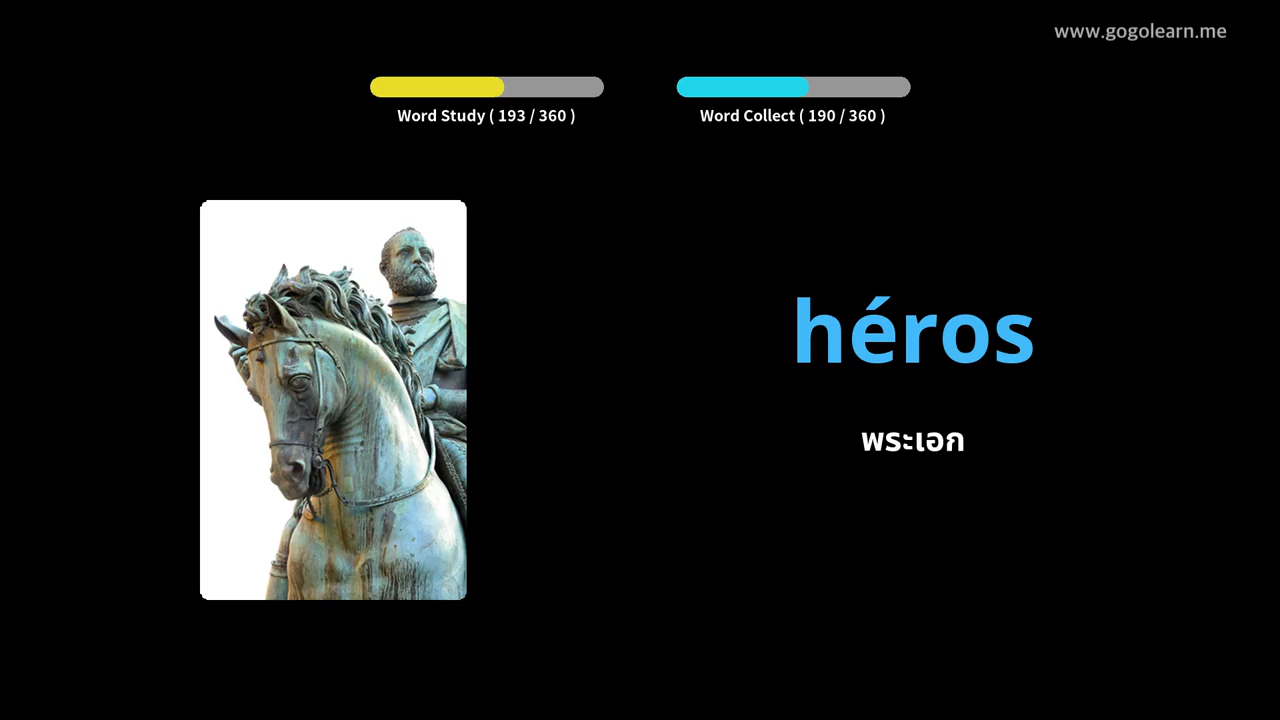 www.gogolearn.me
Word Study ( 193 / 360 )
Word Collect ( 190 / 360 )
héros
พระเอก